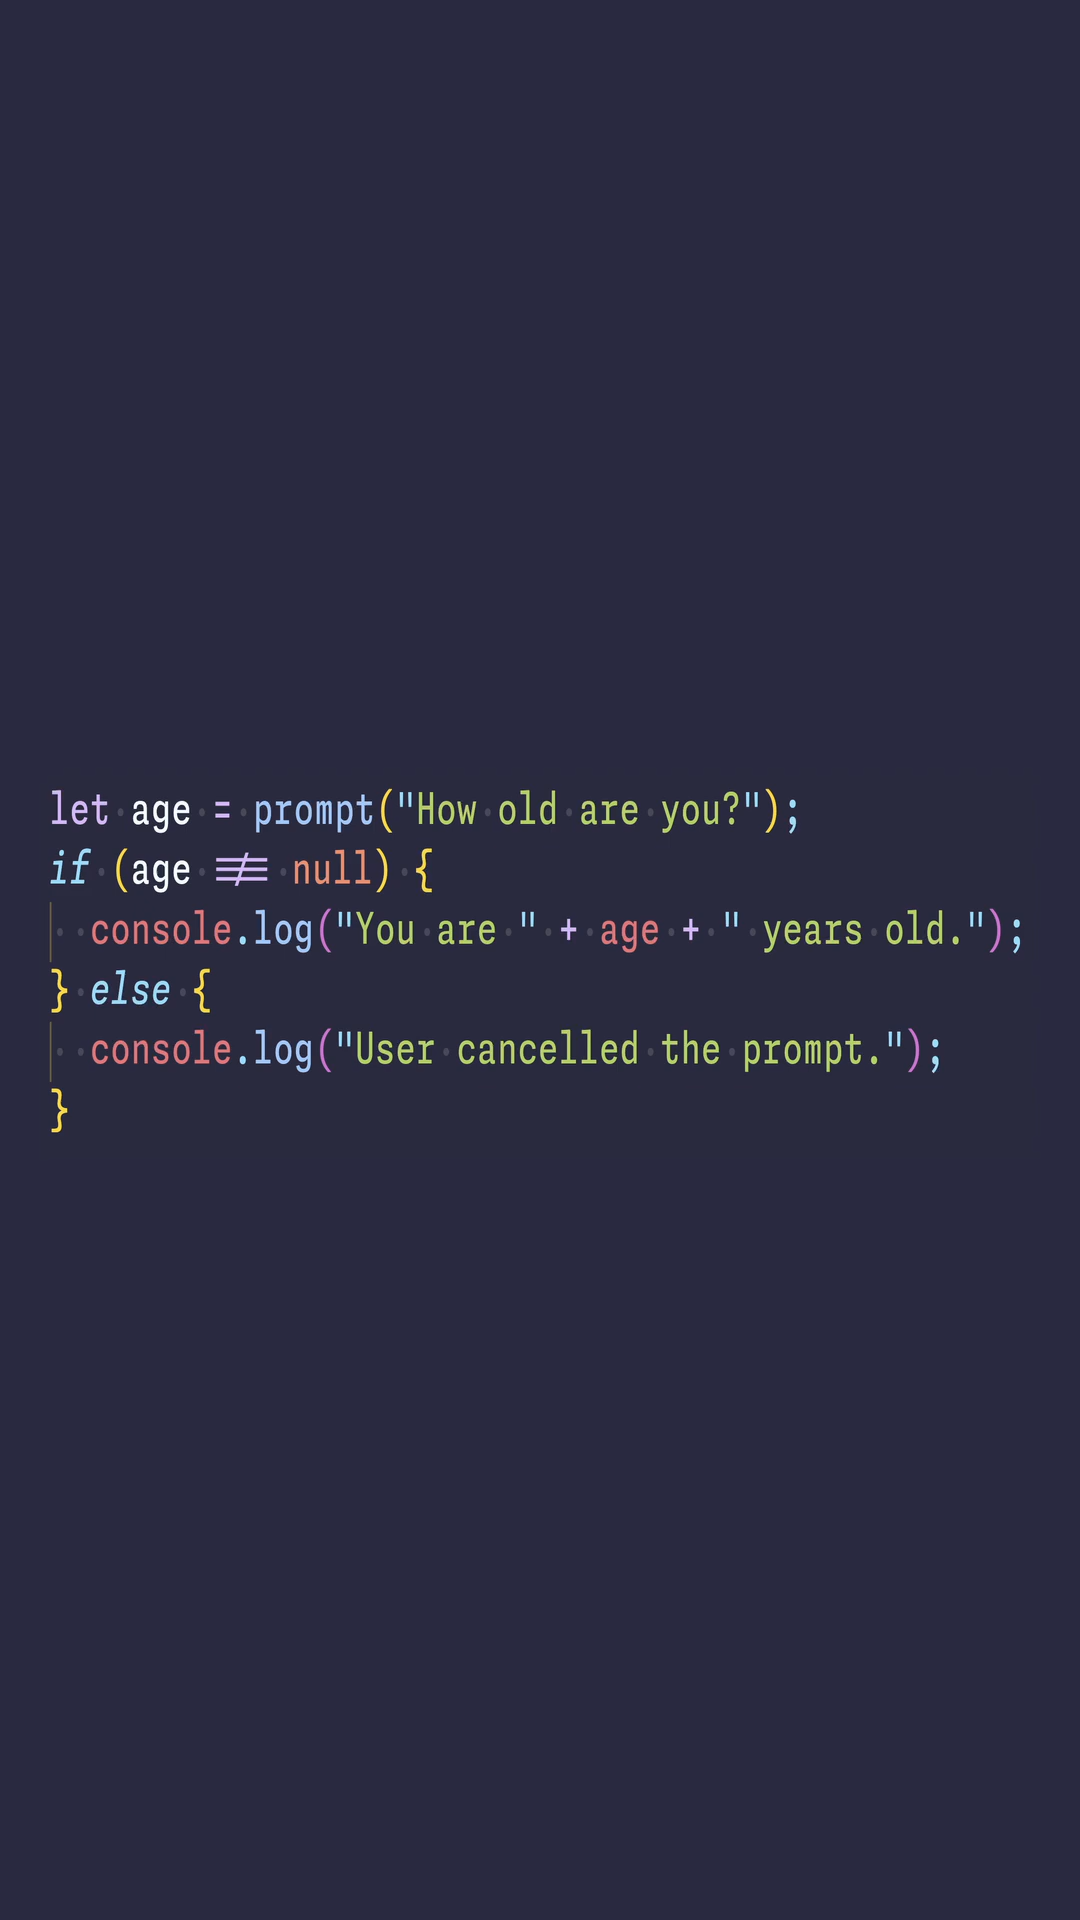 let age = prompt("How old are you?");
if (age !== null) {
  console.log("You are " + age + " years old.");
} else {
  console.log("User cancelled the prompt.");
}